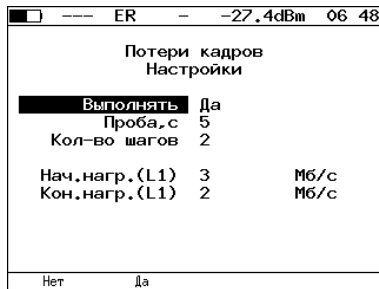 --- ER - -27.4dBm 06 48
Потери кадров
Настройки
Выполнять Да
Проба,с 5
Кол-во шагов 2
Нач.нагр.(L1) 3 Мб/с
Кон.нагр.(L1) 2 Мб/с
Нет Да